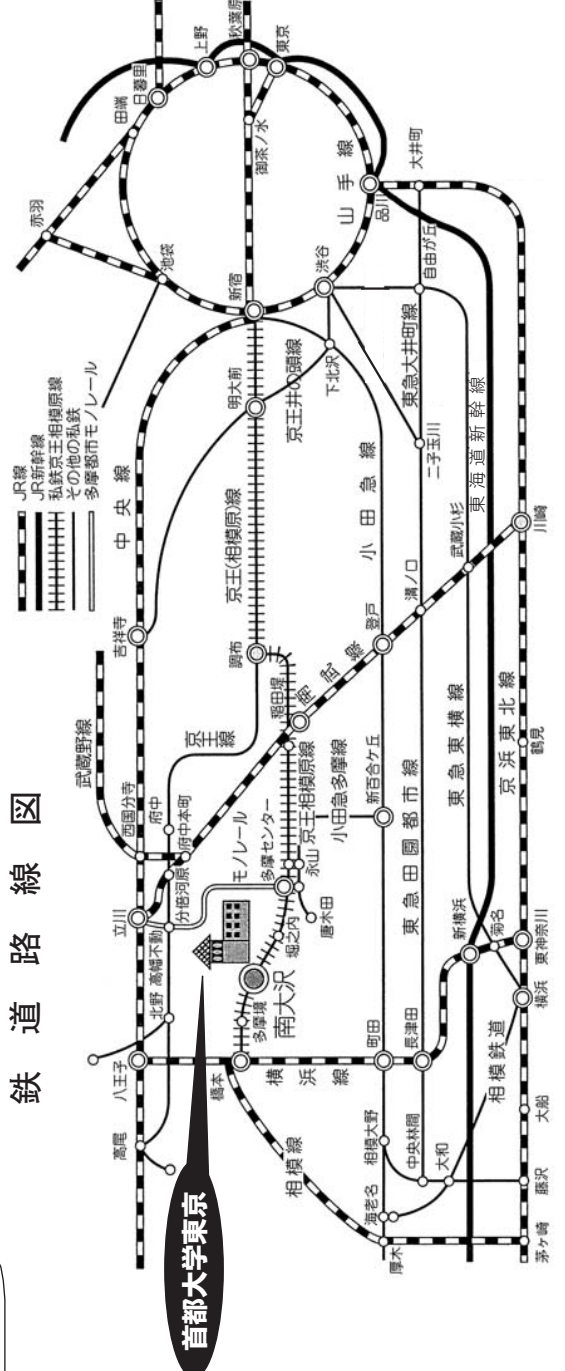 鉄道路線図
JR線
JR新幹線
私鉄京王相模原線
その他の私鉄
多摩都市モノレール
首都大学東京
高尾
八王子
北野
高幡不動
立川
分倍河原
府中本町
府中
西国分寺
武蔵野線
吉祥寺
中央線
赤羽
田端
日暮里
上野
秋葉原
東京
御茶ノ水
池袋
新宿
渋谷
山手線
品川
大井町
自由が丘
明大前
下北沢
京王井の頭線
京王(相模原)線
調布
京王線
稲田堤
南武線
モノレール
多摩センター
永山
京王相模原線
小田急多摩線
唐木田
堀之内
南大沢
多摩境
橋本
横浜線
相模線
町田
長津田
新百合ケ丘
登戸
小田急線
溝ノ口
二子玉川
東急大井町線
東急田園都市線
武蔵小杉
東海道新幹線
東急東横線
京浜東北線
川崎
鶴見
新横浜
菊名
東神奈川
横浜
相模鉄道
相模大野
中央林間
大和
海老名
厚木
大船
藤沢
茅ヶ崎